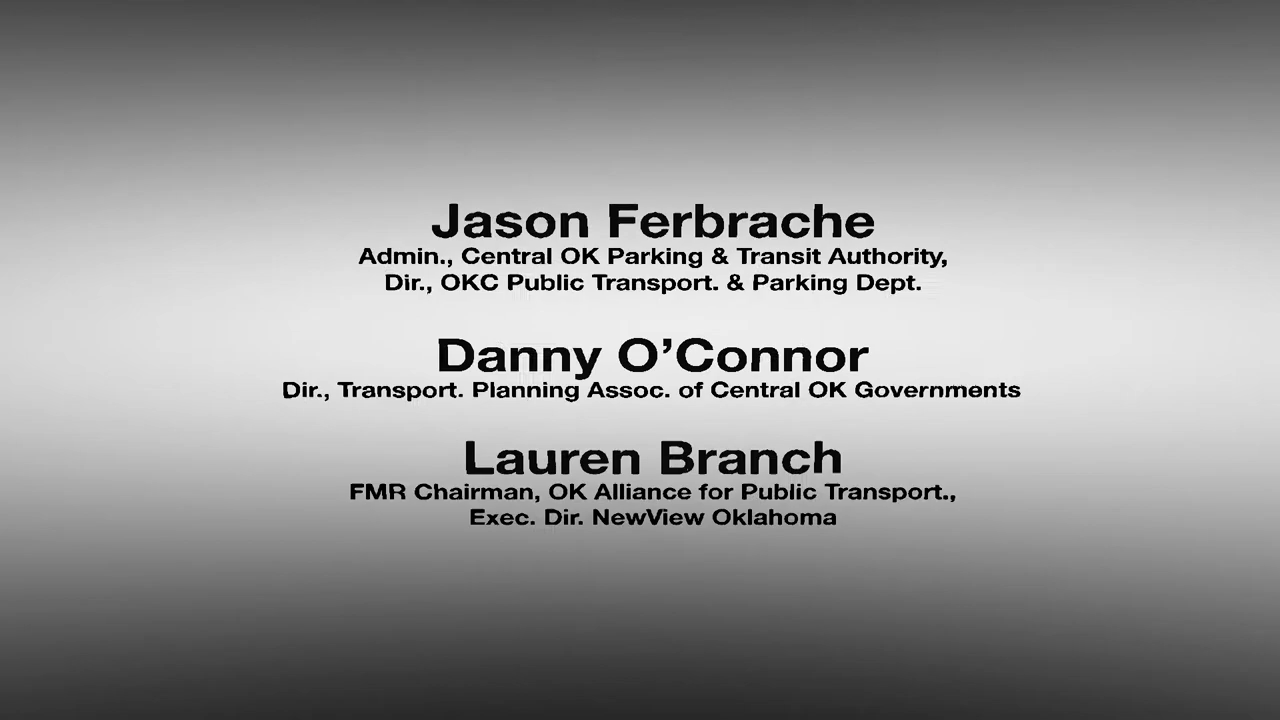 Jason Ferbrache
Admin., Central OK Parking & Transit Authority,
Dir., OKC Public Transport. & Parking Dept.
Danny O’Connor
Dir., Transport. Planning Assoc. of Central OK Governments
Lauren Branch
FMR Chairman, OK Alliance for Public Transport.,
Exec. Dir. NewView Oklahoma